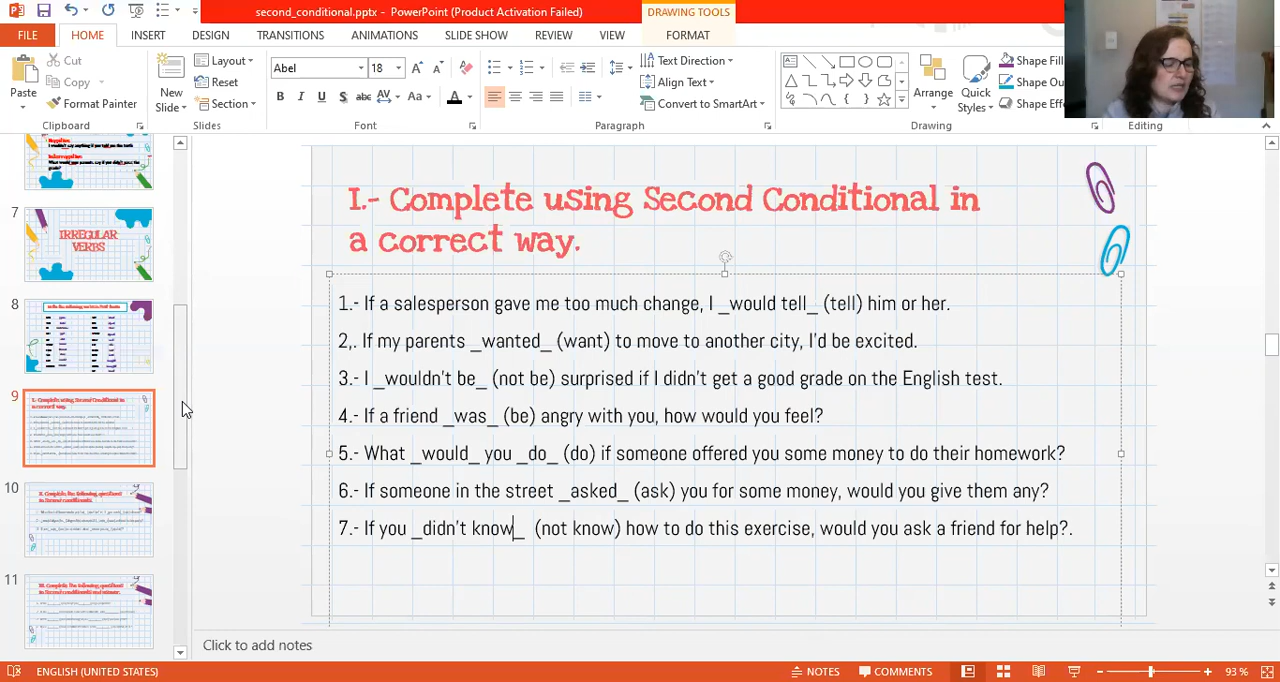 second_conditional.pptx - PowerPoint (Product Activation Failed)
DRAWING TOOLS
FILE HOME INSERT DESIGN TRANSITIONS ANIMATIONS SLIDE SHOW REVIEW VIEW FORMAT
Paste
Cut
Copy
Format Painter
Clipboard
New Slide
Layout
Reset
Section
Slides
Abel 18
B I U S abc AV Aa A
Font
Text Direction
Align Text
Convert to SmartArt
Paragraph
Arrange
Quick Styles
Shape Fill
Shape Ou
Shape Effe
Drawing
Editing
7
IRREGULAR
VERBS
8
9
10
11
I.- Complete using Second Conditional in
a correct way.
1.- If a salesperson gave me too much change, I _would tell_ (tell) him or her.
2,. If my parents _wanted_ (want) to move to another city, I'd be excited.
3.- I _wouldn't be_ (not be) surprised if I didn't get a good grade on the English test.
4.- If a friend _was_ (be) angry with you, how would you feel?
5.- What _would_ you _do_ (do) if someone offered you some money to do their homework?
6.- If someone in the street _asked_ (ask) you for some money, would you give them any?
7.- If you _didn't know_ (not know) how to do this exercise, would you ask a friend for help?.
Click to add notes
ENGLISH (UNITED STATES)
NOTES COMMENTS 93 %